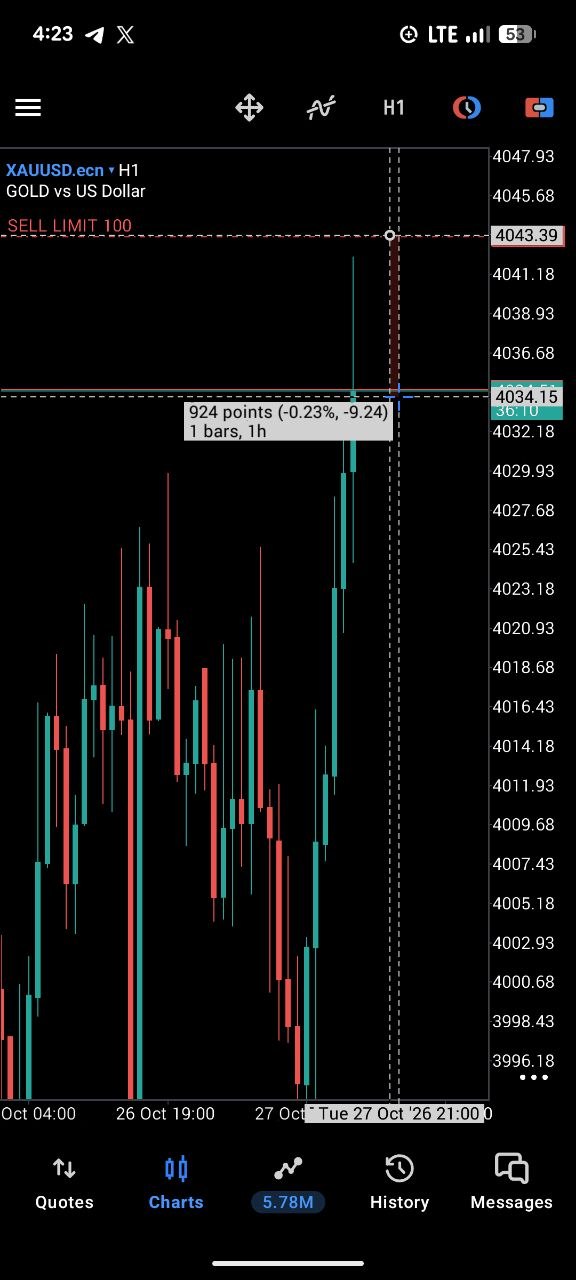 4:23
LTE
53
H1
XAUUSD.ecn H1
GOLD vs US Dollar
SELL LIMIT 100
4047.93
4045.68
4043.39
4041.18
4038.93
4036.68
4034.15
36:10
924 points (-0.23%, -9.24)
1 bars, 1h
4032.18
4029.93
4027.68
4025.43
4023.18
4020.93
4018.68
4016.43
4014.18
4011.93
4009.68
4007.43
4005.18
4002.93
4000.68
3998.43
3996.18
Oct 04:00
26 Oct 19:00
27 Oct
Tue 27 Oct '26 21:00
0
Quotes
Charts
5.78M
History
Messages